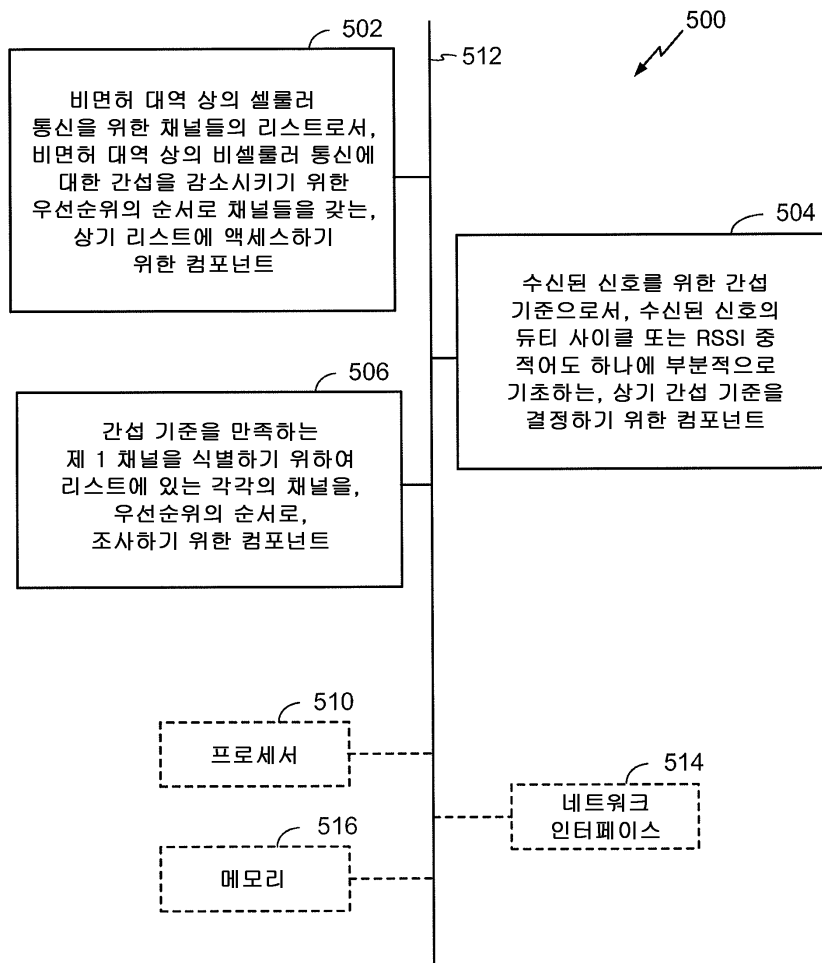 500
502
512
비면허 대역 상의 셀룰러
통신을 위한 채널들의 리스트로서,
비면허 대역 상의 비셀룰러 통신에
대한 간섭을 감소시키기 위한
우선순위의 순서로 채널들을 갖는,
상기 리스트에 액세스하기
위한 컴포넌트
504
수신된 신호를 위한 간섭
기준으로서, 수신된 신호의
듀티 사이클 또는 RSSI 중
적어도 하나에 부분적으로
기초하는, 상기 간섭 기준을
결정하기 위한 컴포넌트
506
간섭 기준을 만족하는
제 1 채널을 식별하기 위하여
리스트에 있는 각각의 채널을,
우선순위의 순서로,
조사하기 위한 컴포넌트
510
프로세서
514
네트워크
인터페이스
516
메모리